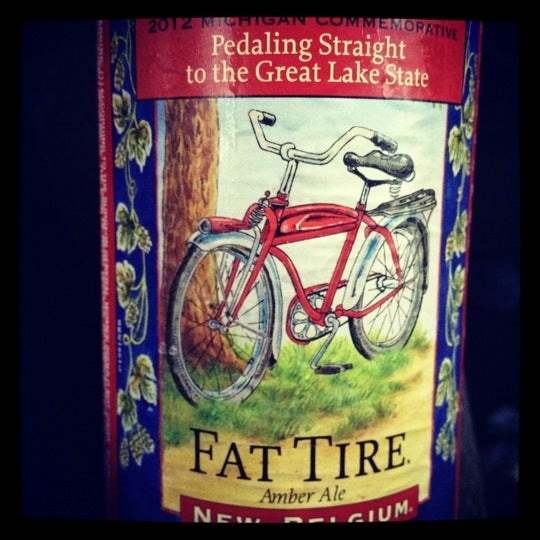 2012 MICHIGAN COMMEMORATIVE
Pedaling Straight
to the Great Lake State
FAT TIRE.
Amber Ale
NEW BELGIUM.